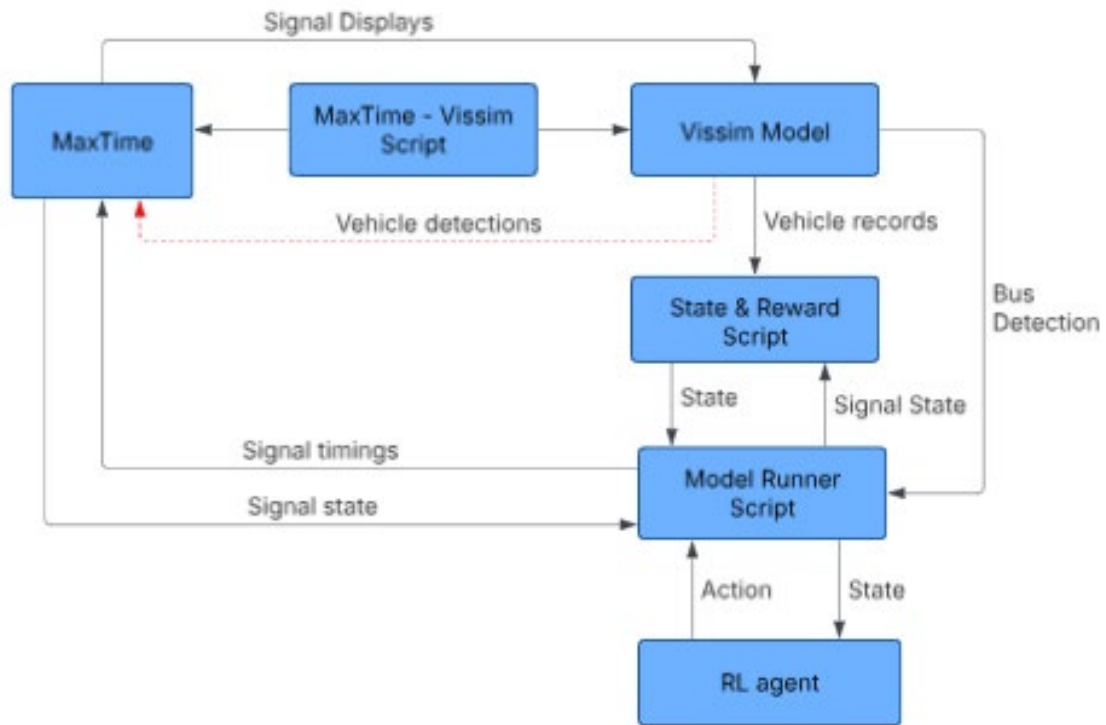 Signal Displays
MaxTime
MaxTime - Vissim
Script
Vissim Model
Vehicle detections
Vehicle records
State & Reward
Script
Bus
Detection
State
Signal State
Signal timings
Model Runner
Script
Signal state
Action
State
RL agent